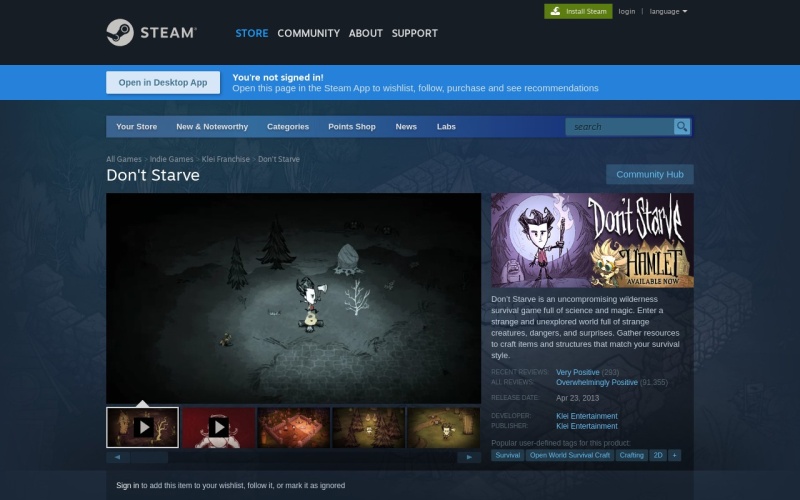 Install Steam
login | language
STEAM®
STORE COMMUNITY ABOUT SUPPORT
Open in Desktop App
You're not signed in!
Open this page in the Steam App to wishlist, follow, purchase and see recommendations
Your Store New & Noteworthy Categories Points Shop News Labs search
All Games > Indie Games > Klei Franchise > Don't Starve
Don't Starve
Community Hub
Don't Starve
HAMLET
AVAILABLE NOW
Don't Starve is an uncompromising wilderness
survival game full of science and magic. Enter a
strange and unexplored world full of strange
creatures, dangers, and surprises. Gather resources
to craft items and structures that match your survival
style.
RECENT REVIEWS: Very Positive (293)
ALL REVIEWS: Overwhelmingly Positive (91,355)
RELEASE DATE: Apr 23, 2013
DEVELOPER: Klei Entertainment
PUBLISHER: Klei Entertainment
Popular user-defined tags for this product:
Survival Open World Survival Craft Crafting 2D +
Sign in to add this item to your wishlist, follow it, or mark it as ignored